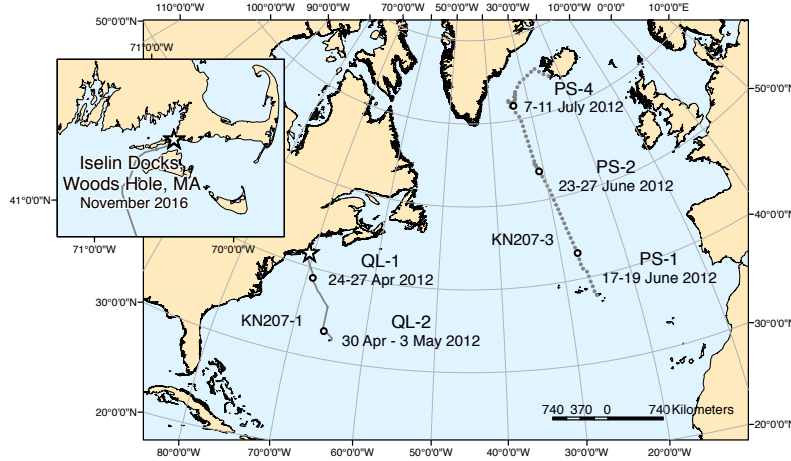 110°0'0"W 100°0'0"W 90°0'0"W 70°0'0"W 50°0'0"W 30°0'0"W 10°0'0"W 0°0'0" 10°0'0"E
50°0'0"N
71°0'0"W
50°0'0"N
PS-4
7-11 July 2012
Iselin Docks,
Woods Hole, MA
November 2016
PS-2
23-27 June 2012
41°0'0"N
40°0'0"N
71°0'0"W 70°0'0"W
KN207-3
QL-1
24-27 Apr 2012
PS-1
17-19 June 2012
30°0'0"N
KN207-1
QL-2
30 Apr - 3 May 2012
30°0'0"N
740 370 0 740 Kilometers
20°0'0"N
20°0'0"N
80°0'0"W 70°0'0"W 60°0'0"W 50°0'0"W 40°0'0"W 30°0'0"W 20°0'0"W